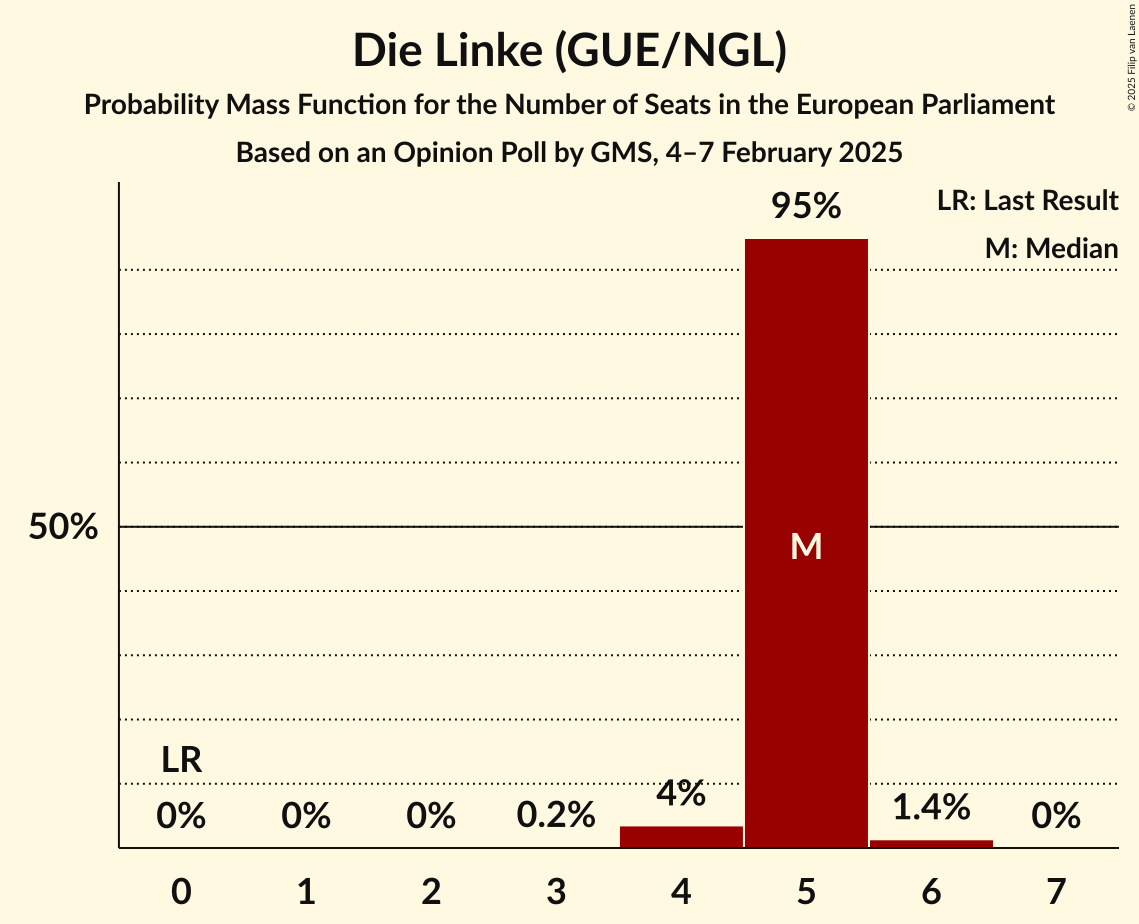 Die Linke (GUE/NGL)
Probability Mass Function for the Number of Seats in the European Parliament
Based on an Opinion Poll by GMS, 4–7 February 2025
© 2025 Filip van Laenen
LR: Last Result
M: Median
95%
50%
M
LR
0%
0%
0%
0.2%
4%
1.4%
0%
0
1
2
3
4
5
6
7